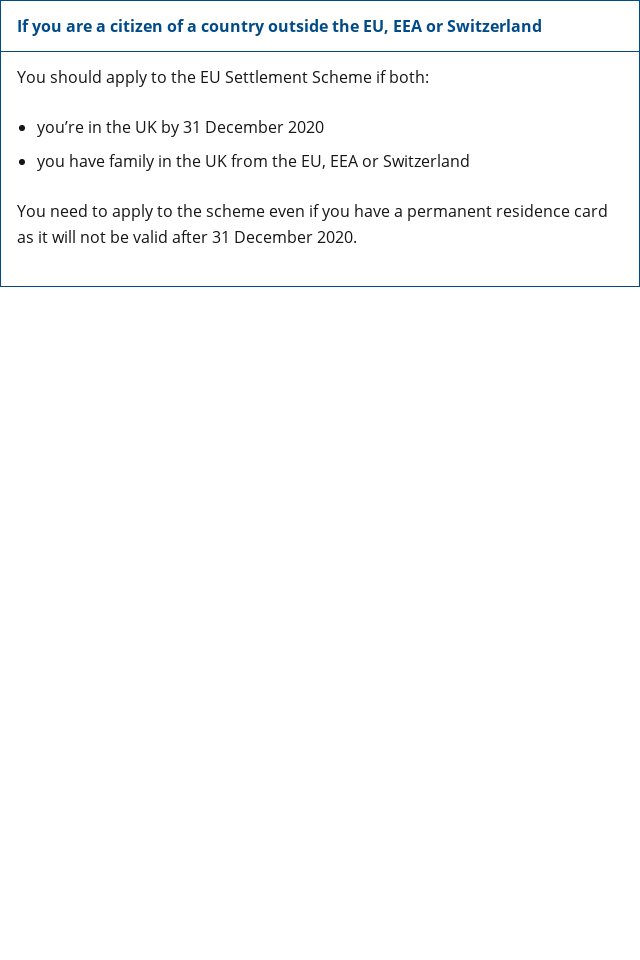 If you are a citizen of a country outside the EU, EEA or Switzerland
You should apply to the EU Settlement Scheme if both:
• you’re in the UK by 31 December 2020
• you have family in the UK from the EU, EEA or Switzerland
You need to apply to the scheme even if you have a permanent residence card
as it will not be valid after 31 December 2020.